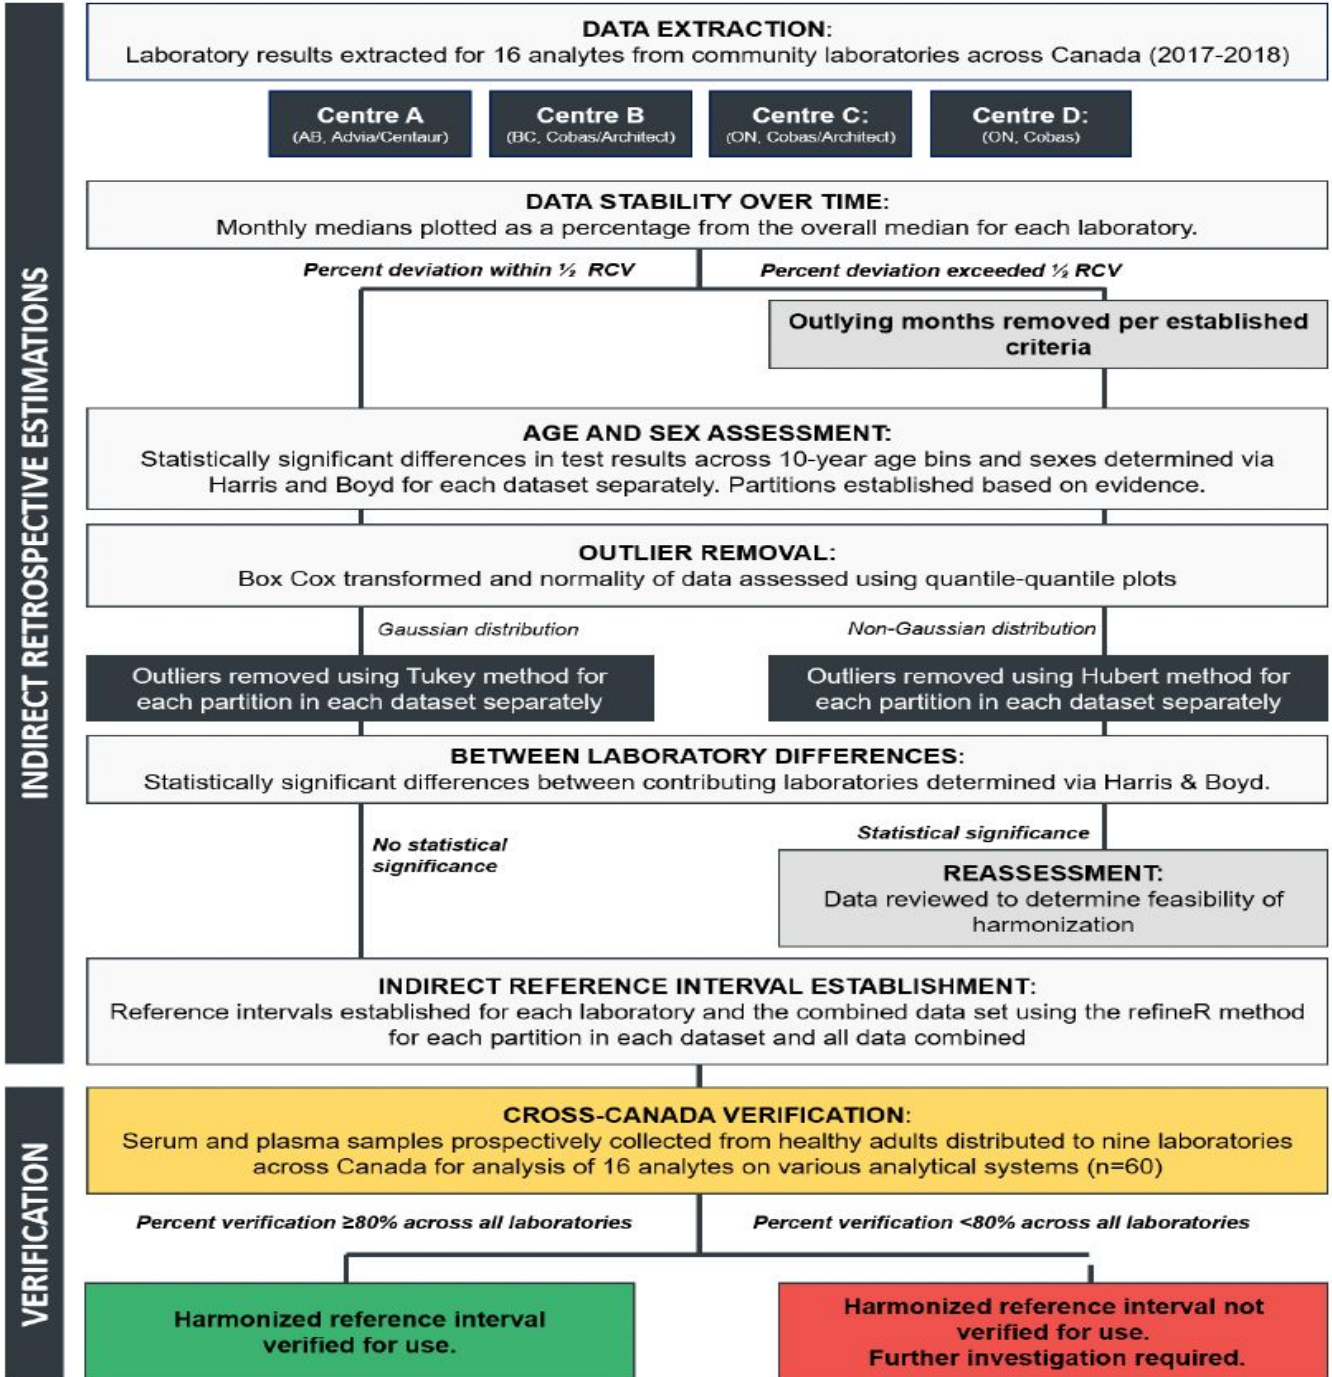 DATA EXTRACTION:
Laboratory results extracted for 16 analytes from community laboratories across Canada (2017-2018)
Centre A
(AB, Advia/Centaur)
Centre B
(BC, Cobas/Architect)
Centre C:
(ON, Cobas/Architect)
Centre D:
(ON, Cobas)
DATA STABILITY OVER TIME:
Monthly medians plotted as a percentage from the overall median for each laboratory.
Percent deviation within ½ RCV
Percent deviation exceeded ½ RCV
Outlying months removed per established
criteria
AGE AND SEX ASSESSMENT:
Statistically significant differences in test results across 10-year age bins and sexes determined via
Harris and Boyd for each dataset separately. Partitions established based on evidence.
OUTLIER REMOVAL:
Box Cox transformed and normality of data assessed using quantile-quantile plots
Gaussian distribution
Non-Gaussian distribution
Outliers removed using Tukey method for
each partition in each dataset separately
Outliers removed using Hubert method for
each partition in each dataset separately
BETWEEN LABORATORY DIFFERENCES:
Statistically significant differences between contributing laboratories determined via Harris & Boyd.
No statistical
significance
Statistical significance
REASSESSMENT:
Data reviewed to determine feasibility of
harmonization
INDIRECT REFERENCE INTERVAL ESTABLISHMENT:
Reference intervals established for each laboratory and the combined data set using the refineR method
for each partition in each dataset and all data combined
INDIRECT RETROSPECTIVE ESTIMATIONS
CROSS-CANADA VERIFICATION:
Serum and plasma samples prospectively collected from healthy adults distributed to nine laboratories
across Canada for analysis of 16 analytes on various analytical systems (n=60)
Percent verification ≥80% across all laboratories
Percent verification <80% across all laboratories
Harmonized reference interval
verified for use.
Harmonized reference interval not
verified for use.
Further investigation required.
VERIFICATION